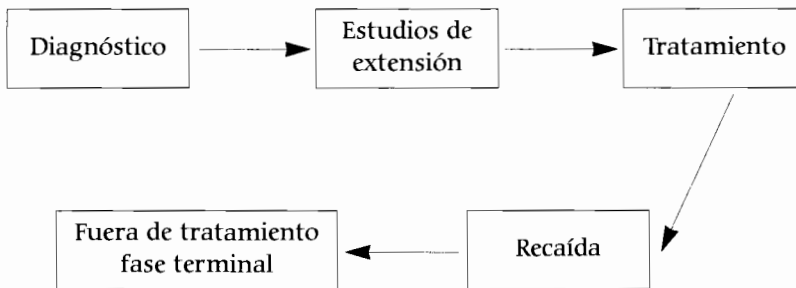 Diagnóstico
Estudios de
extensión
Tratamiento
Recaída
Fuera de tratamiento
fase terminal